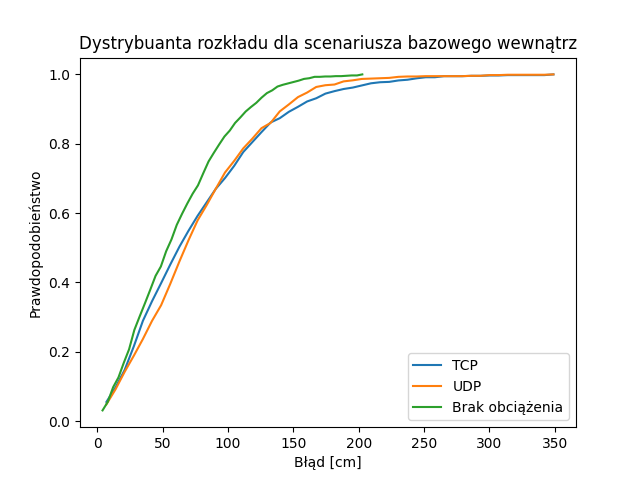 Dystrybuanta rozkładu dla scenariusza bazowego wewnątrz
1.0
0.8
0.6
0.4
0.2
0.0
Prawdopodobieństwo
TCP
UDP
Brak obciążenia
0 50 100 150 200 250 300 350
Błąd [cm]